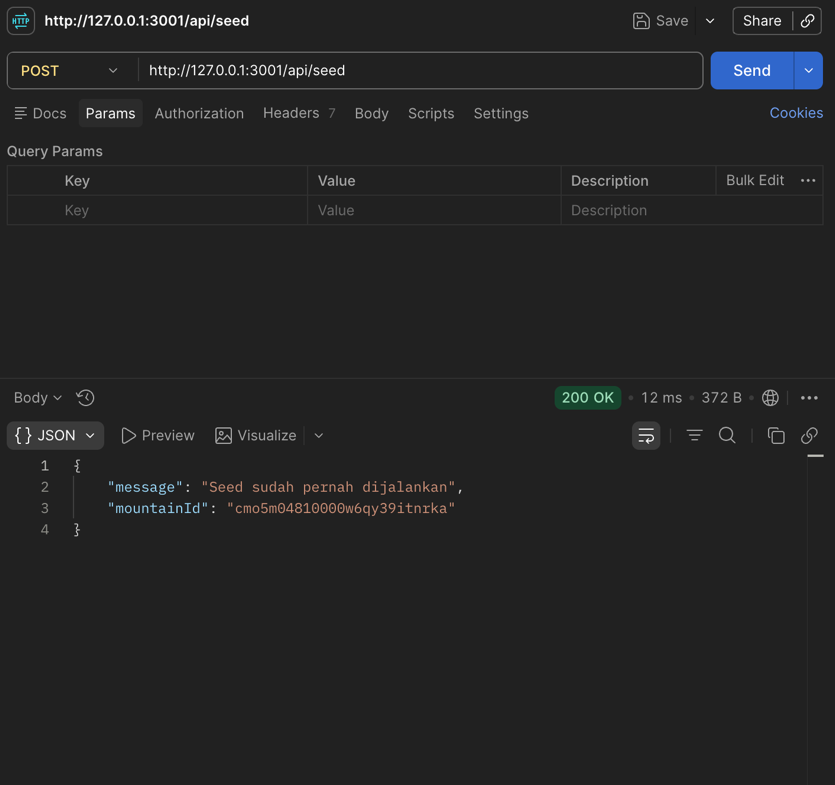 HTTP http://127.0.0.1:3001/api/seed Save Share
POST http://127.0.0.1:3001/api/seed Send
Docs Params Authorization Headers 7 Body Scripts Settings Cookies
Query Params
Key Value Description Bulk Edit
Key Value Description
Body 200 OK 12 ms 372 B
{} JSON Preview Visualize
1 {
2 "message": "Seed sudah pernah dijalankan",
3 "mountainId": "cmo5m04810000w6qy39itnrka"
4 }